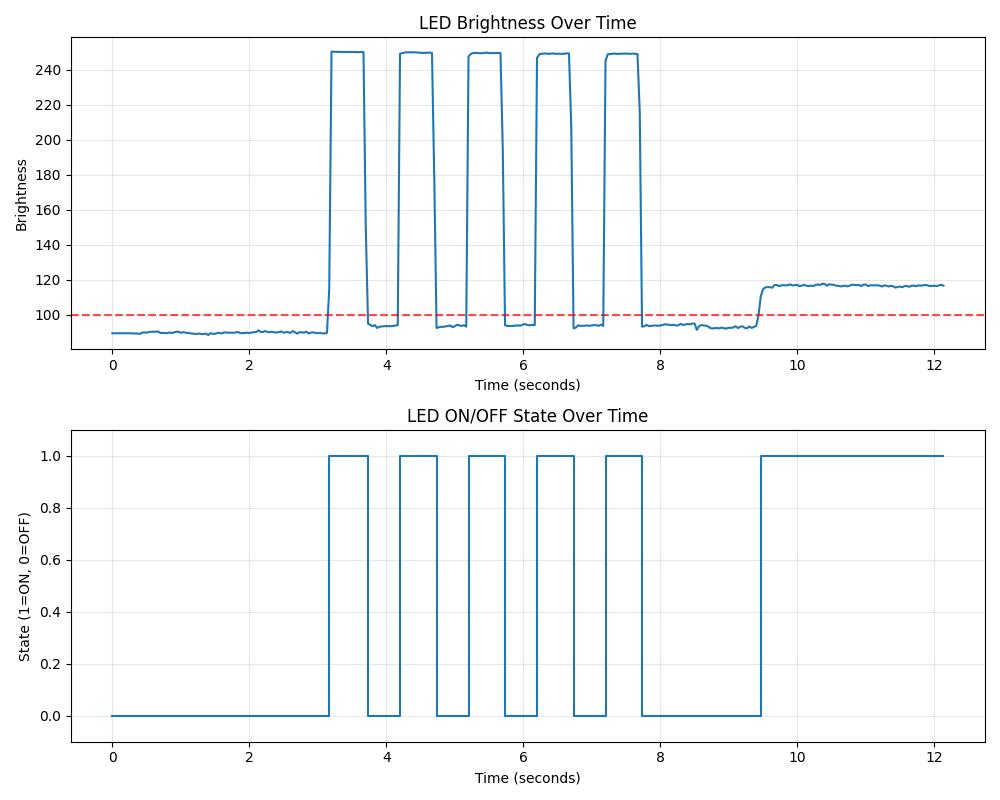 LED Brightness Over Time
240
220
200
180
160
140
120
100
Brightness
0 2 4 6 8 10 12
Time (seconds)
LED ON/OFF State Over Time
1.0
0.8
0.6
0.4
0.2
0.0
State (1=ON, 0=OFF)
0 2 4 6 8 10 12
Time (seconds)